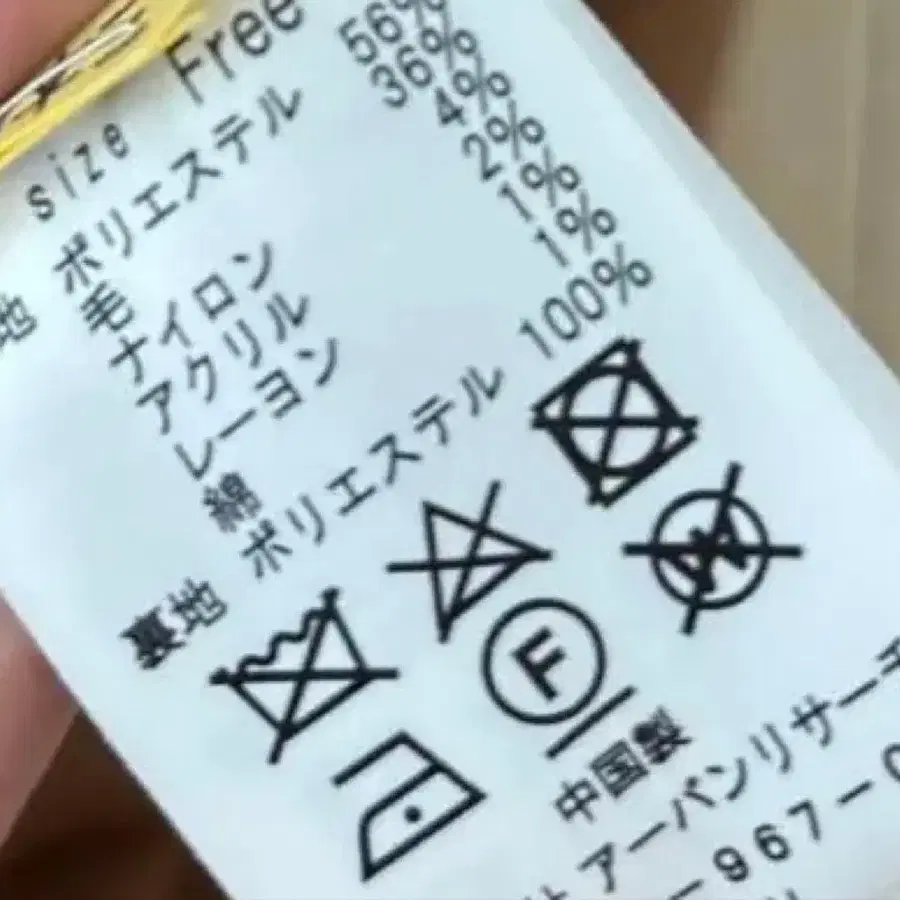 size Free
地 ポリエステル 56%
毛 36%
ナイロン 4%
アクリル 2%
レーヨン 1%
綿 1%
裏地 ポリエステル 100%
F
W
中国製
アーバンリサーチ
-967-0